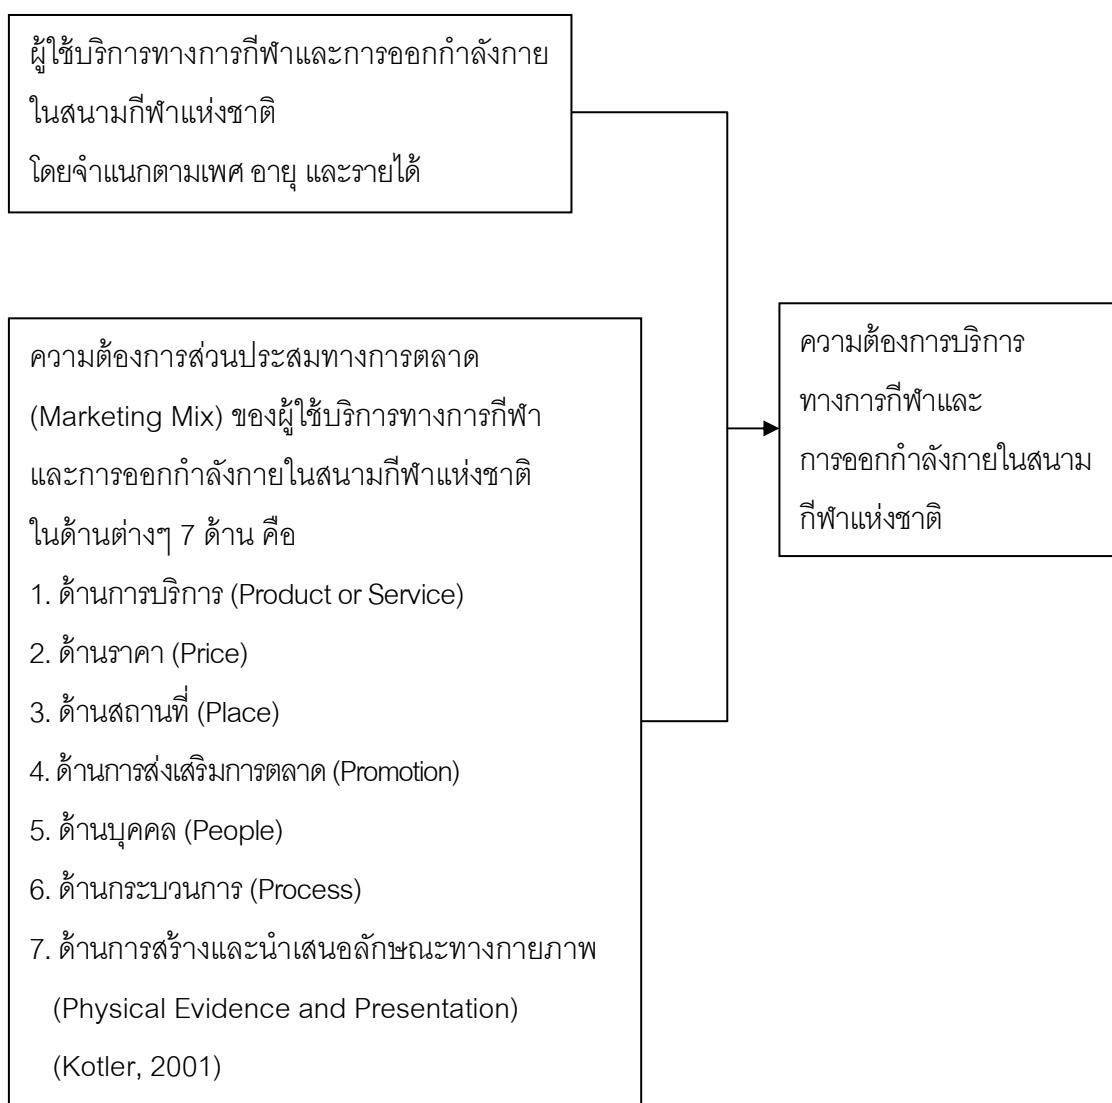 ผู้ใช้บริการทางการกีฬาและการออกกำลังกาย
ในสนามกีฬาแห่งชาติ
โดยจำแนกตามเพศ อายุ และรายได้
ความต้องการส่วนประสมทางการตลาด
(Marketing Mix) ของผู้ใช้บริการทางการกีฬา
และการออกกำลังกายในสนามกีฬาแห่งชาติ
ในด้านต่างๆ 7 ด้าน คือ
1. ด้านการบริการ (Product or Service)
2. ด้านราคา (Price)
3. ด้านสถานที่ (Place)
4. ด้านการส่งเสริมการตลาด (Promotion)
5. ด้านบุคคล (People)
6. ด้านกระบวนการ (Process)
7. ด้านการสร้างและนำเสนอลักษณะทางกายภาพ
(Physical Evidence and Presentation)
(Kotler, 2001)
ความต้องการบริการ
ทางการกีฬาและ
การออกกำลังกายในสนาม
กีฬาแห่งชาติ